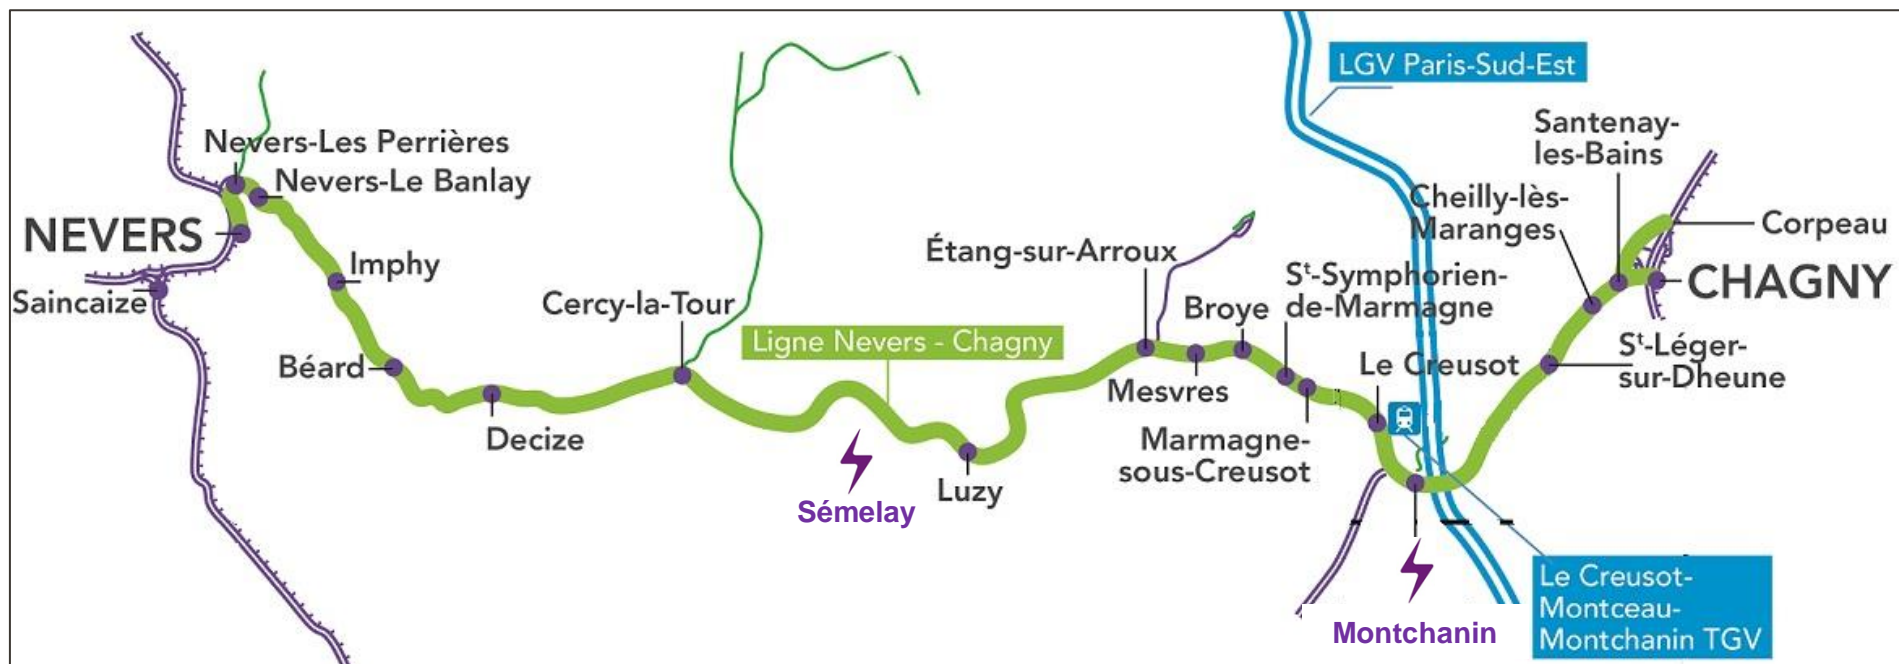 LGV Paris-Sud-Est
Nevers-Les Perrières
Nevers-Le Banlay
NEVERS
Saincaize
Imphy
Béard
Decize
Cercy-la-Tour
Ligne Nevers - Chagny
Sémelay
Luzy
Étang-sur-Arroux
Mesvres
Broye
Sᵗ-Symphorien-
de-Marmagne
Marmagne-
sous-Creusot
Le Creusot
Montchanin
Le Creusot-
Montceau-
Montchanin TGV
Sᵗ-Léger-
sur-Dheune
Cheilly-lès-
Maranges
Santenay-
les-Bains
Corpeau
CHAGNY